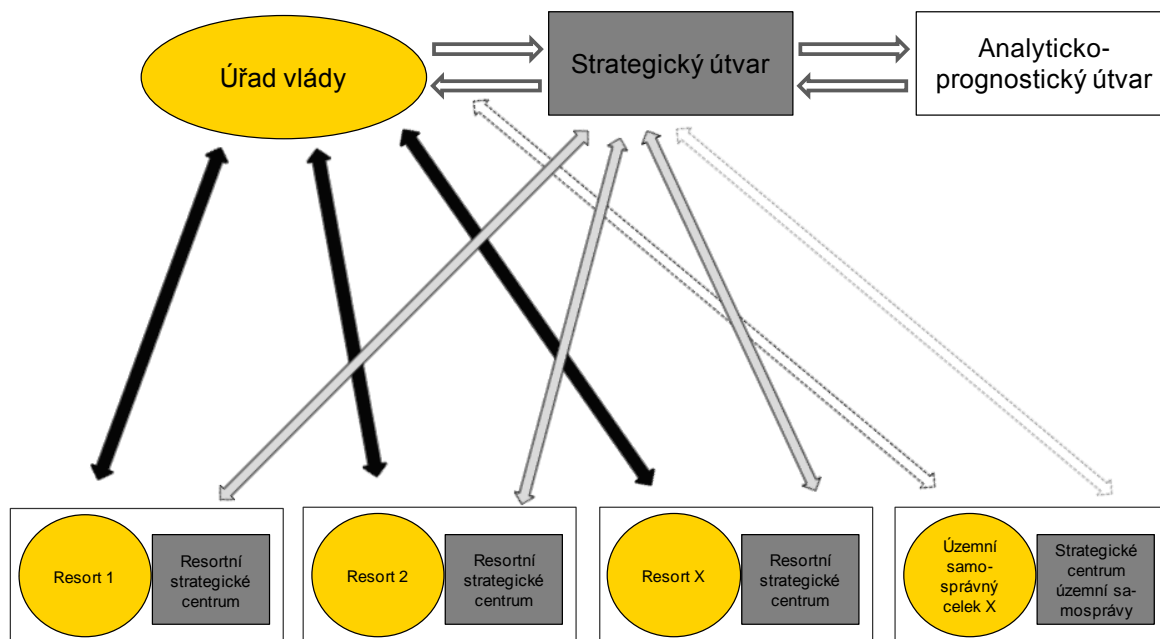 Úřad vlády
Strategický útvar
Analyticko-
prognostický útvar
Resort 1
Resortní
strategické
centrum
Resort 2
Resortní
strategické
centrum
Resort X
Resortní
strategické
centrum
Územní
samo-
správný
celek X
Strategické
centrum
územní sa-
mosprávy